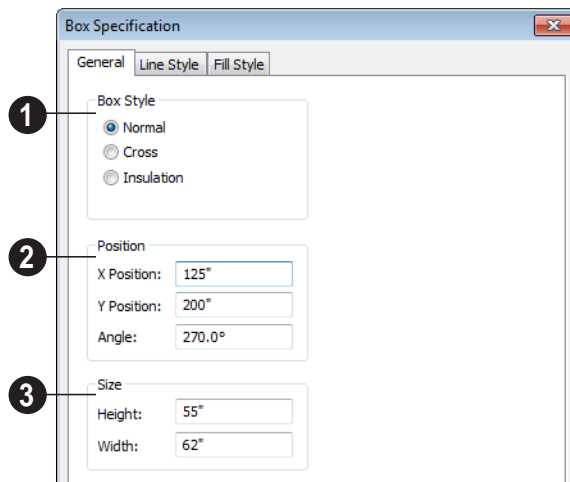 Box Specification
General Line Style Fill Style
1
Box Style
Normal
Cross
Insulation
2
Position
X Position: 125"
Y Position: 200"
Angle: 270.0°
3
Size
Height: 55"
Width: 62"